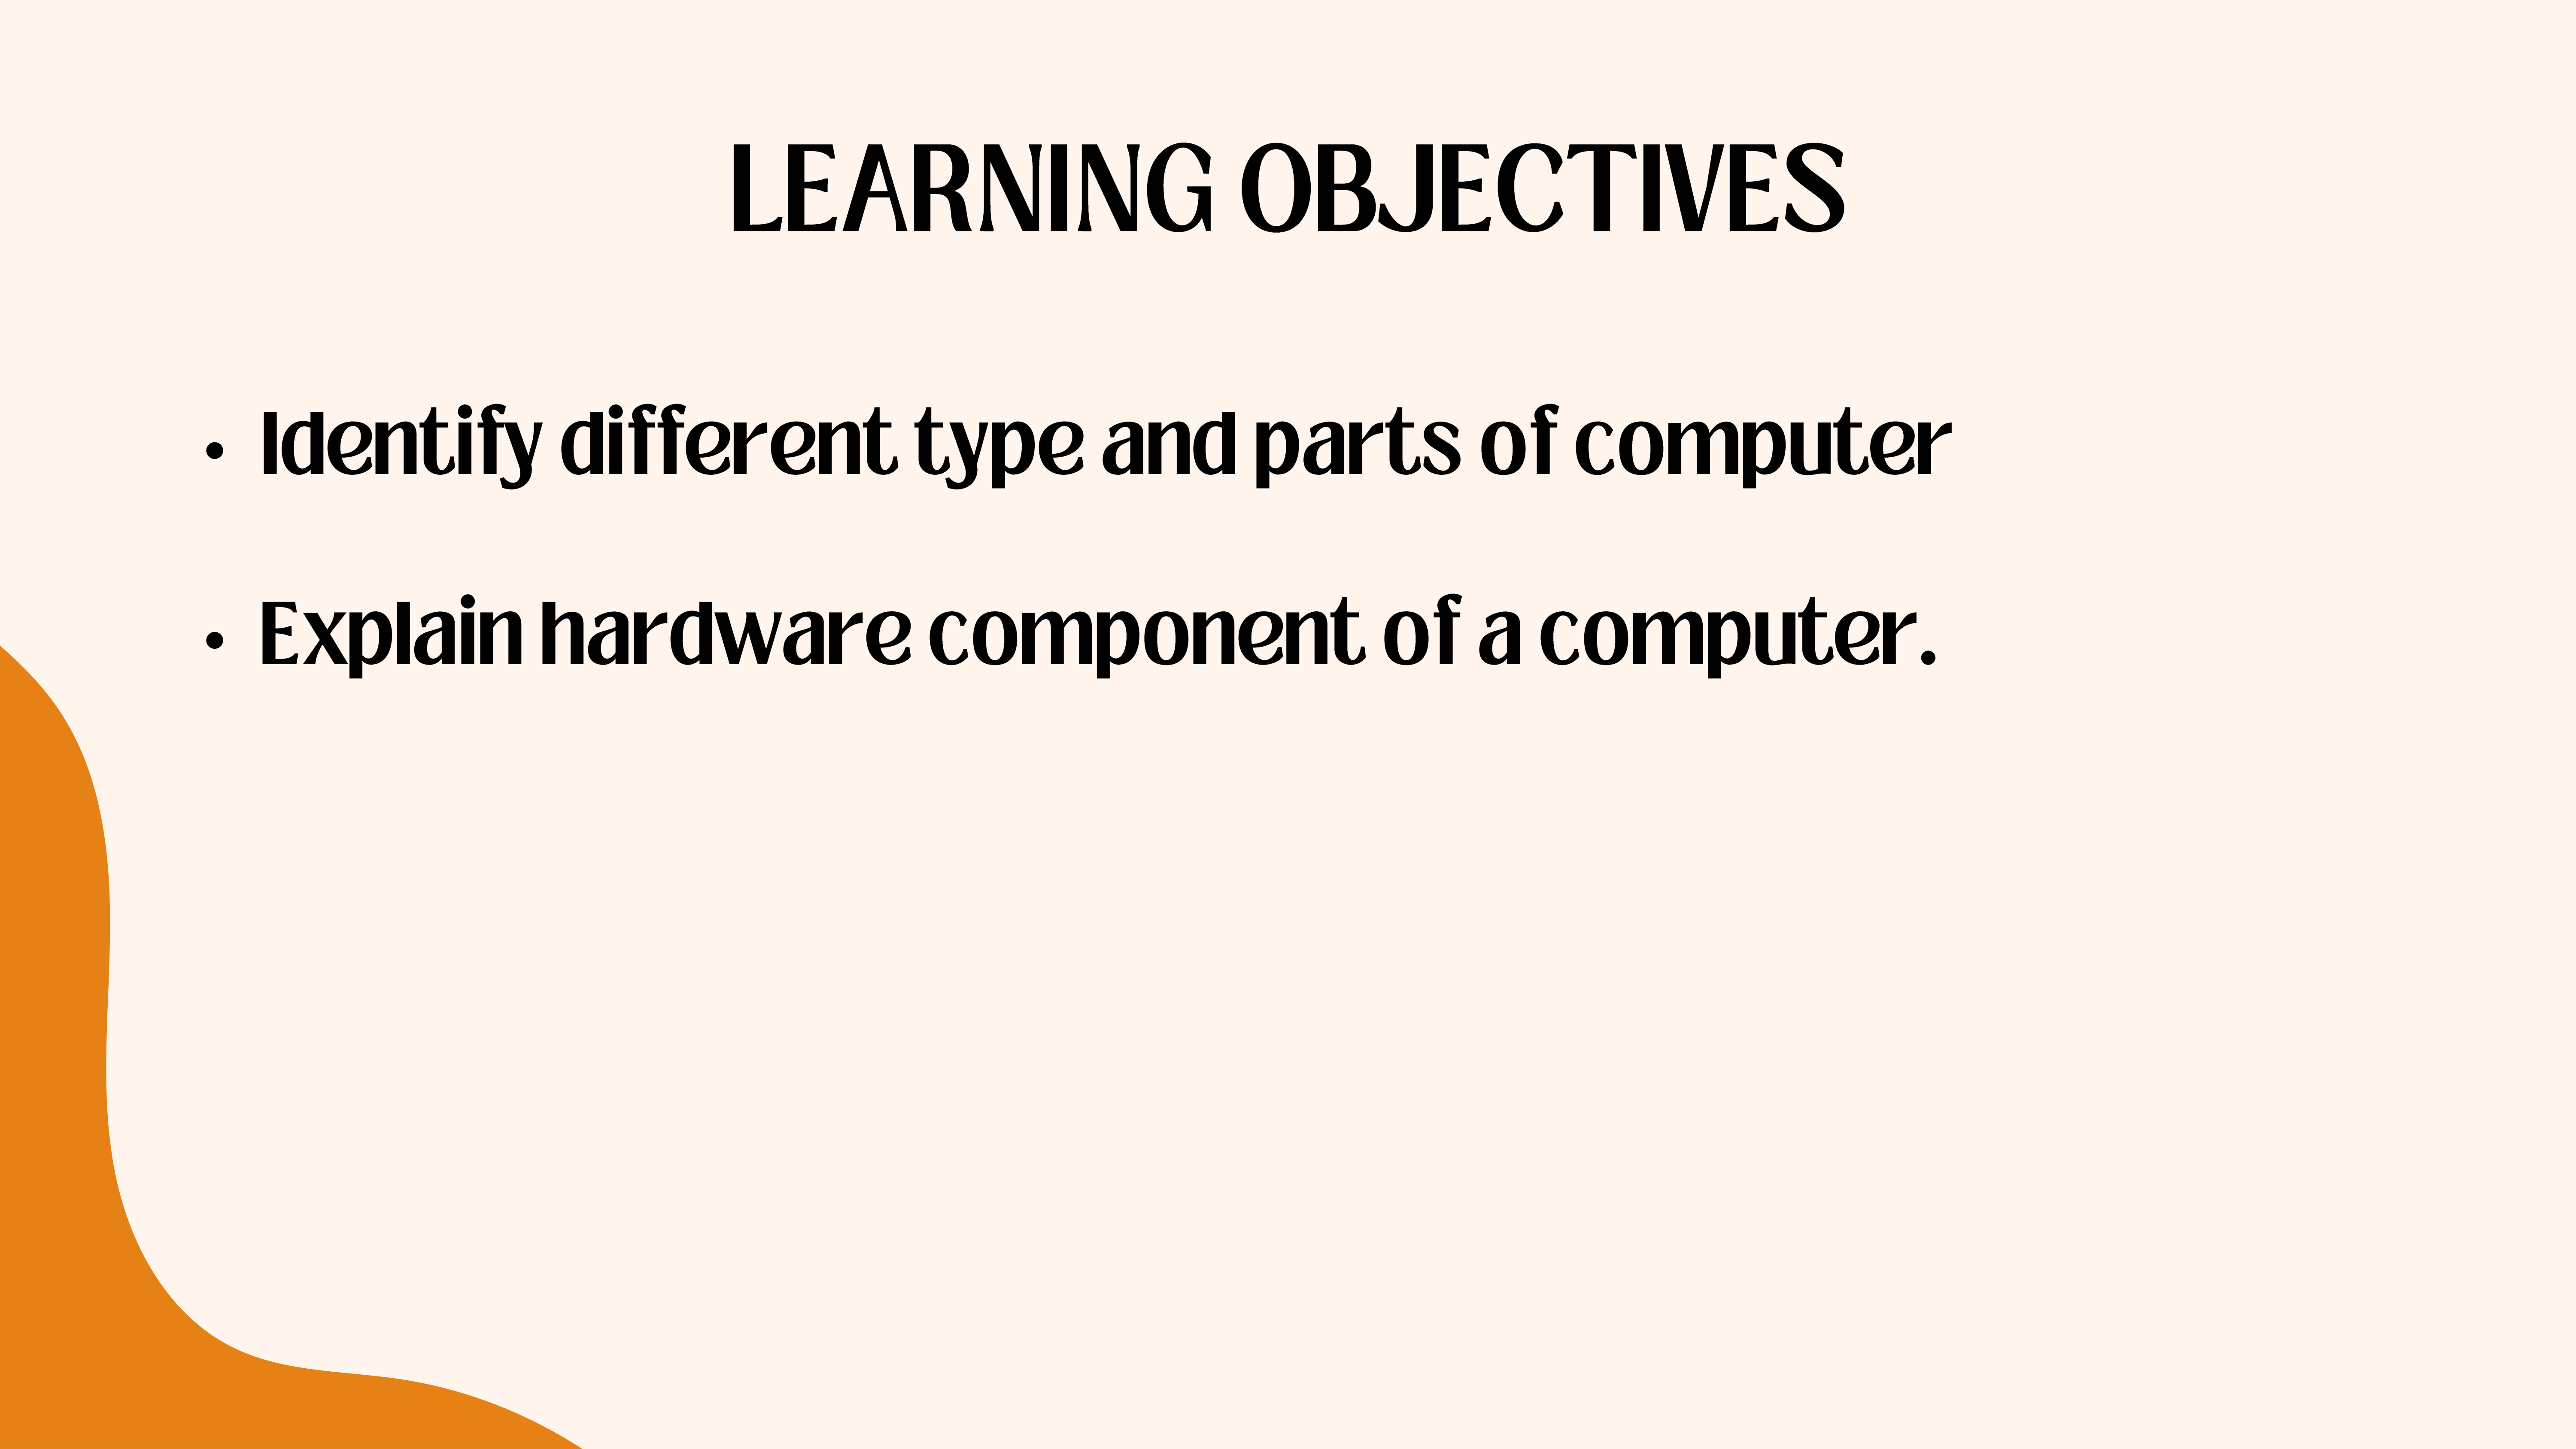 LEARNING OBJECTIVES
• Identify different type and parts of computer
• Explain hardware component of a computer.